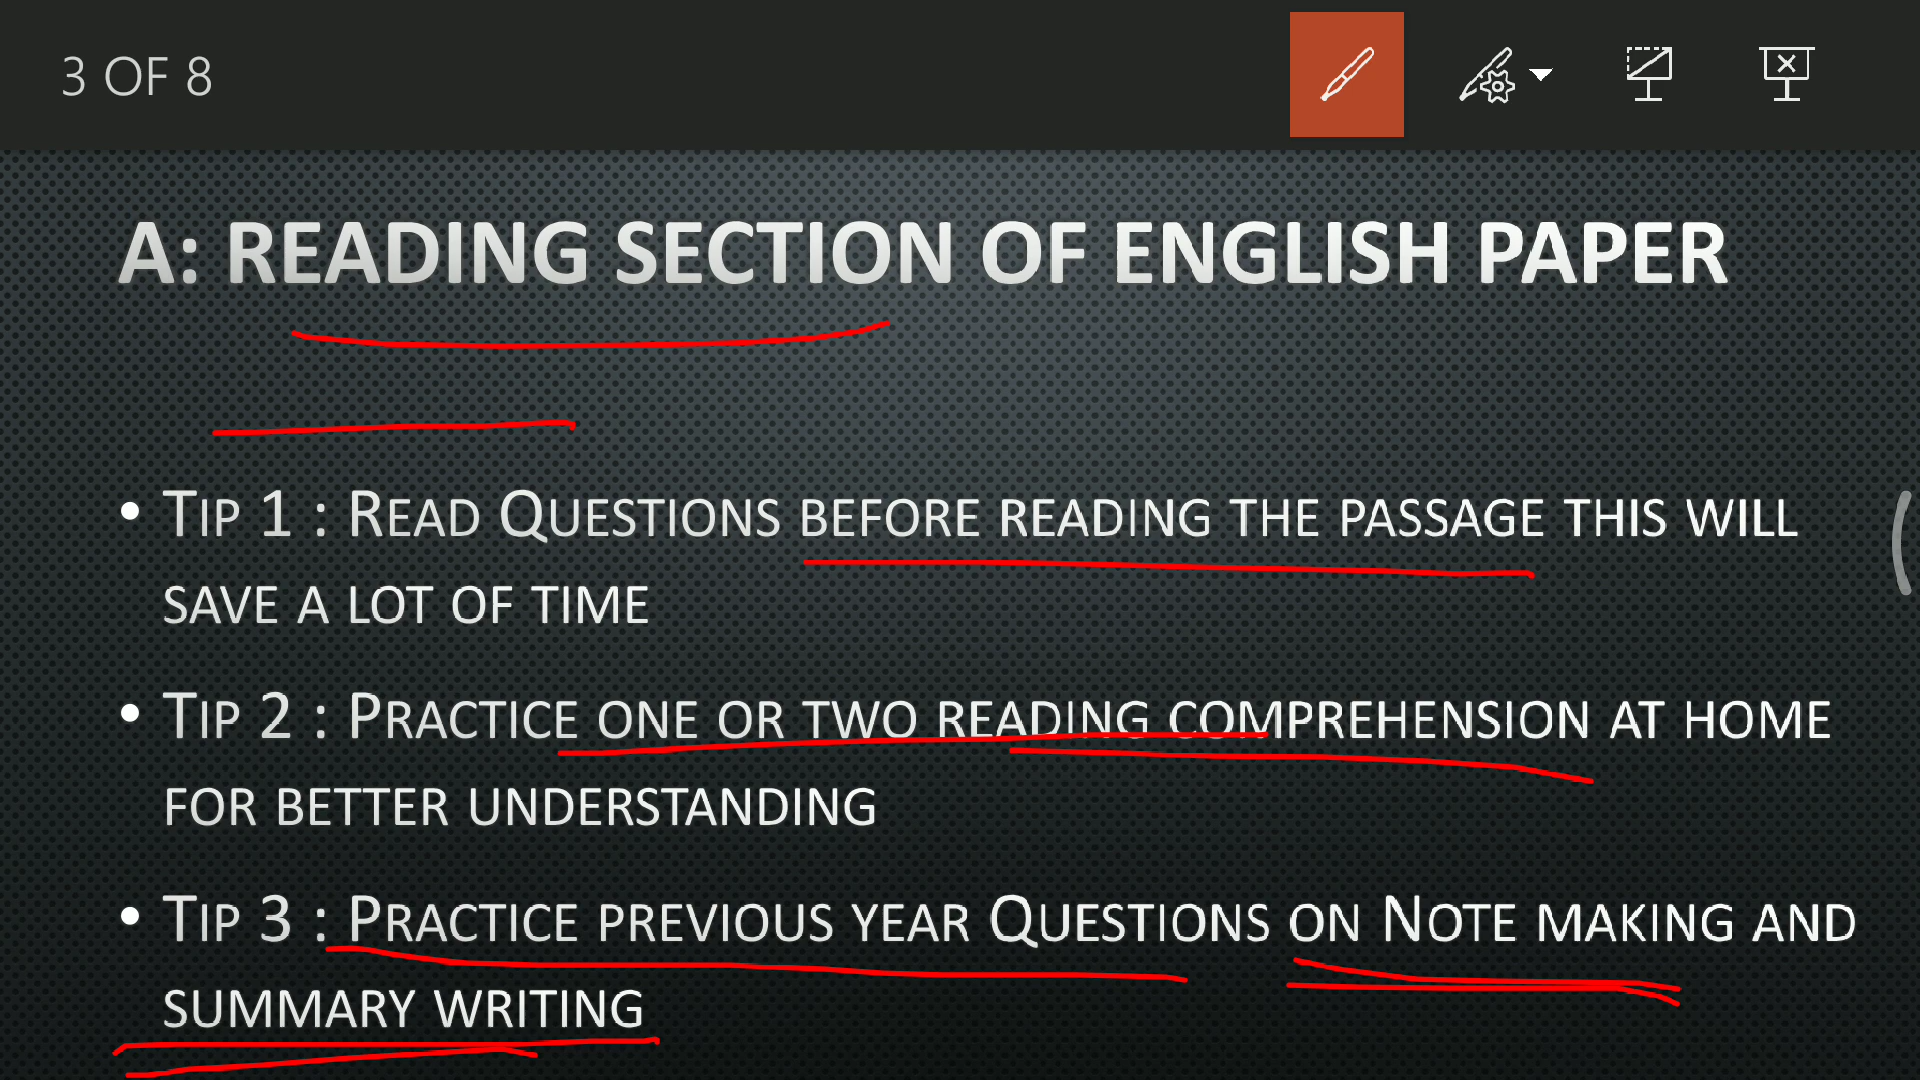 3 OF 8
A: READING SECTION OF ENGLISH PAPER
• TIP 1 : READ QUESTIONS BEFORE READING THE PASSAGE THIS WILL
SAVE A LOT OF TIME
• TIP 2 : PRACTICE ONE OR TWO READING COMPREHENSION AT HOME
FOR BETTER UNDERSTANDING
• TIP 3 : PRACTICE PREVIOUS YEAR QUESTIONS ON NOTE MAKING AND
SUMMARY WRITING